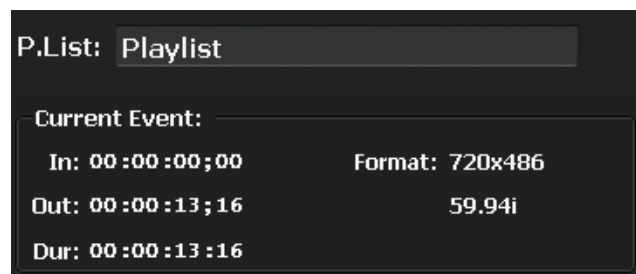 P.List: Playlist
Current Event:
In: 00:00:00;00 Format: 720x486
Out: 00:00:13;16 59.94i
Dur: 00:00:13:16